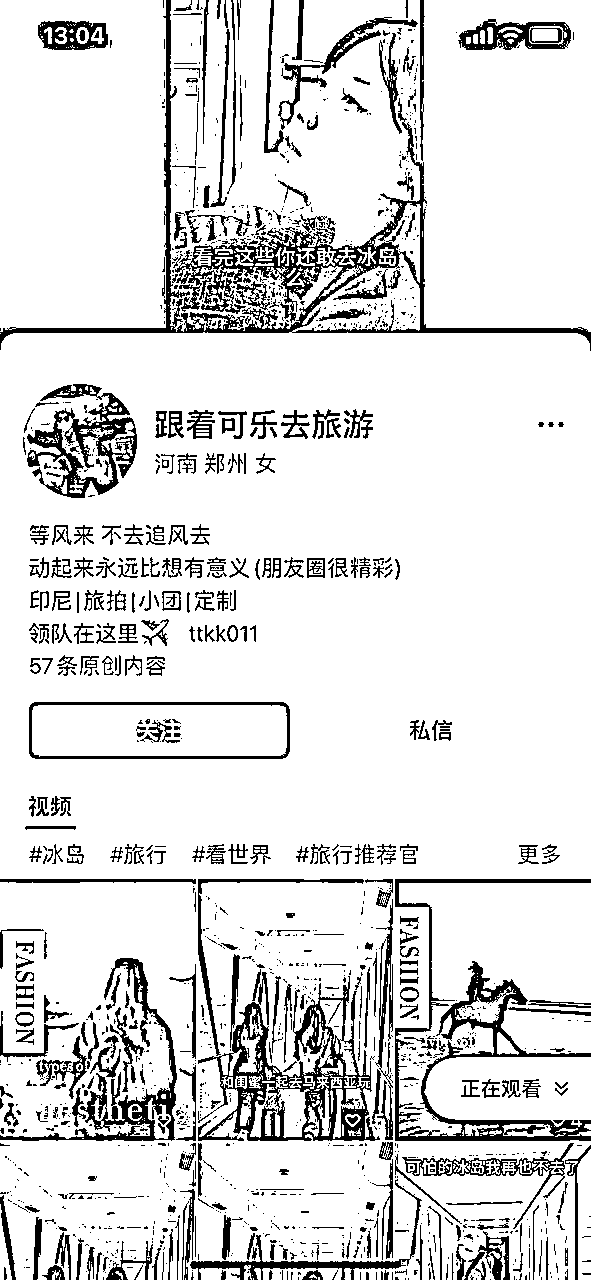 13:04
看完这些你还敢去冰岛
么
跟着可乐去旅游
河南 郑州 女
等风来 不去追风去
动起来永远比想有意义(朋友圈很精彩)
印尼|旅拍|小团|定制
领队在这里 ttkk011
57条原创内容
关注
私信
视频
#冰岛 #旅行 #看世界 #旅行推荐官 更多
FASHION
FASHION
和闺蜜一起去马来西亚玩
正在观看
可怕的冰岛我再也不去了